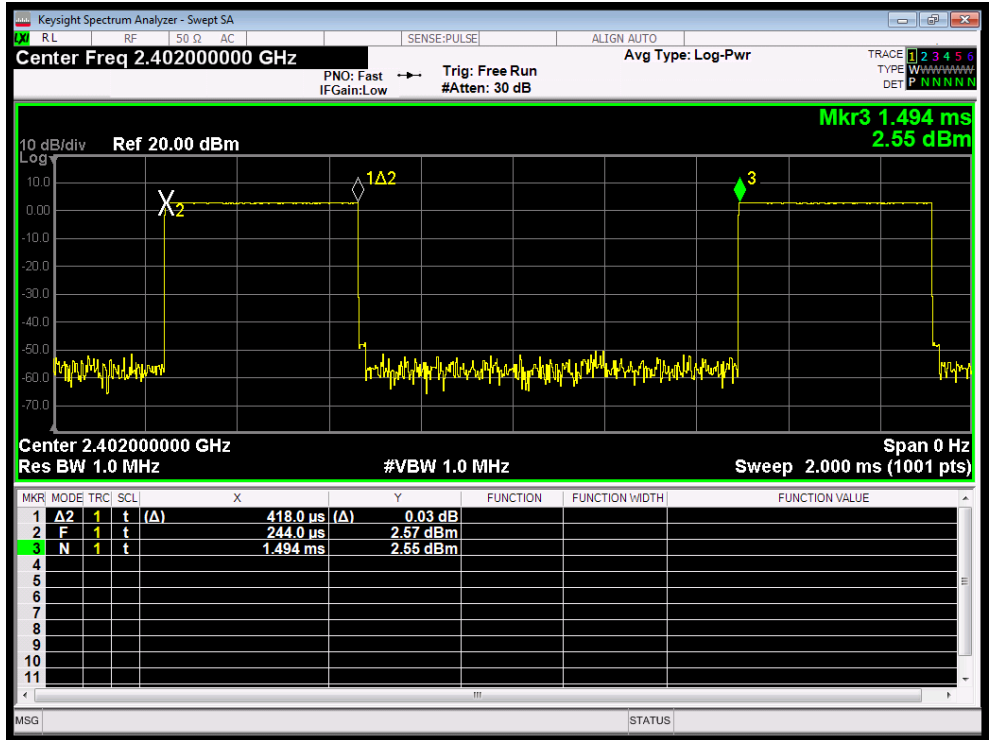 Keysight Spectrum Analyzer - Swept SA
LXI RL RF 50 Ω AC SENSE:PULSE ALIGN AUTO
Center Freq 2.402000000 GHz Avg Type: Log-Pwr TRACE 1 2 3 4 5 6
PNO: Fast Trig: Free Run TYPE WWWWWW
IFGain:Low #Atten: 30 dB DET P N N N N N
Mkr3 1.494 ms
10 dB/div Ref 20.00 dBm 2.55 dBm
Log
10.0
0.00
-10.0
-20.0
-30.0
-40.0
-50.0
-60.0
-70.0
X2
1Δ2
3
Center 2.402000000 GHz Span 0 Hz
Res BW 1.0 MHz #VBW 1.0 MHz Sweep 2.000 ms (1001 pts)
MKR MODE TRC SCL X Y FUNCTION FUNCTION WIDTH FUNCTION VALUE
1 Δ2 1 t (Δ) 418.0 µs (Δ) 0.03 dB
2 F 1 t 244.0 µs 2.57 dBm
3 N 1 t 1.494 ms 2.55 dBm
4
5
6
7
8
9
10
11
MSG STATUS